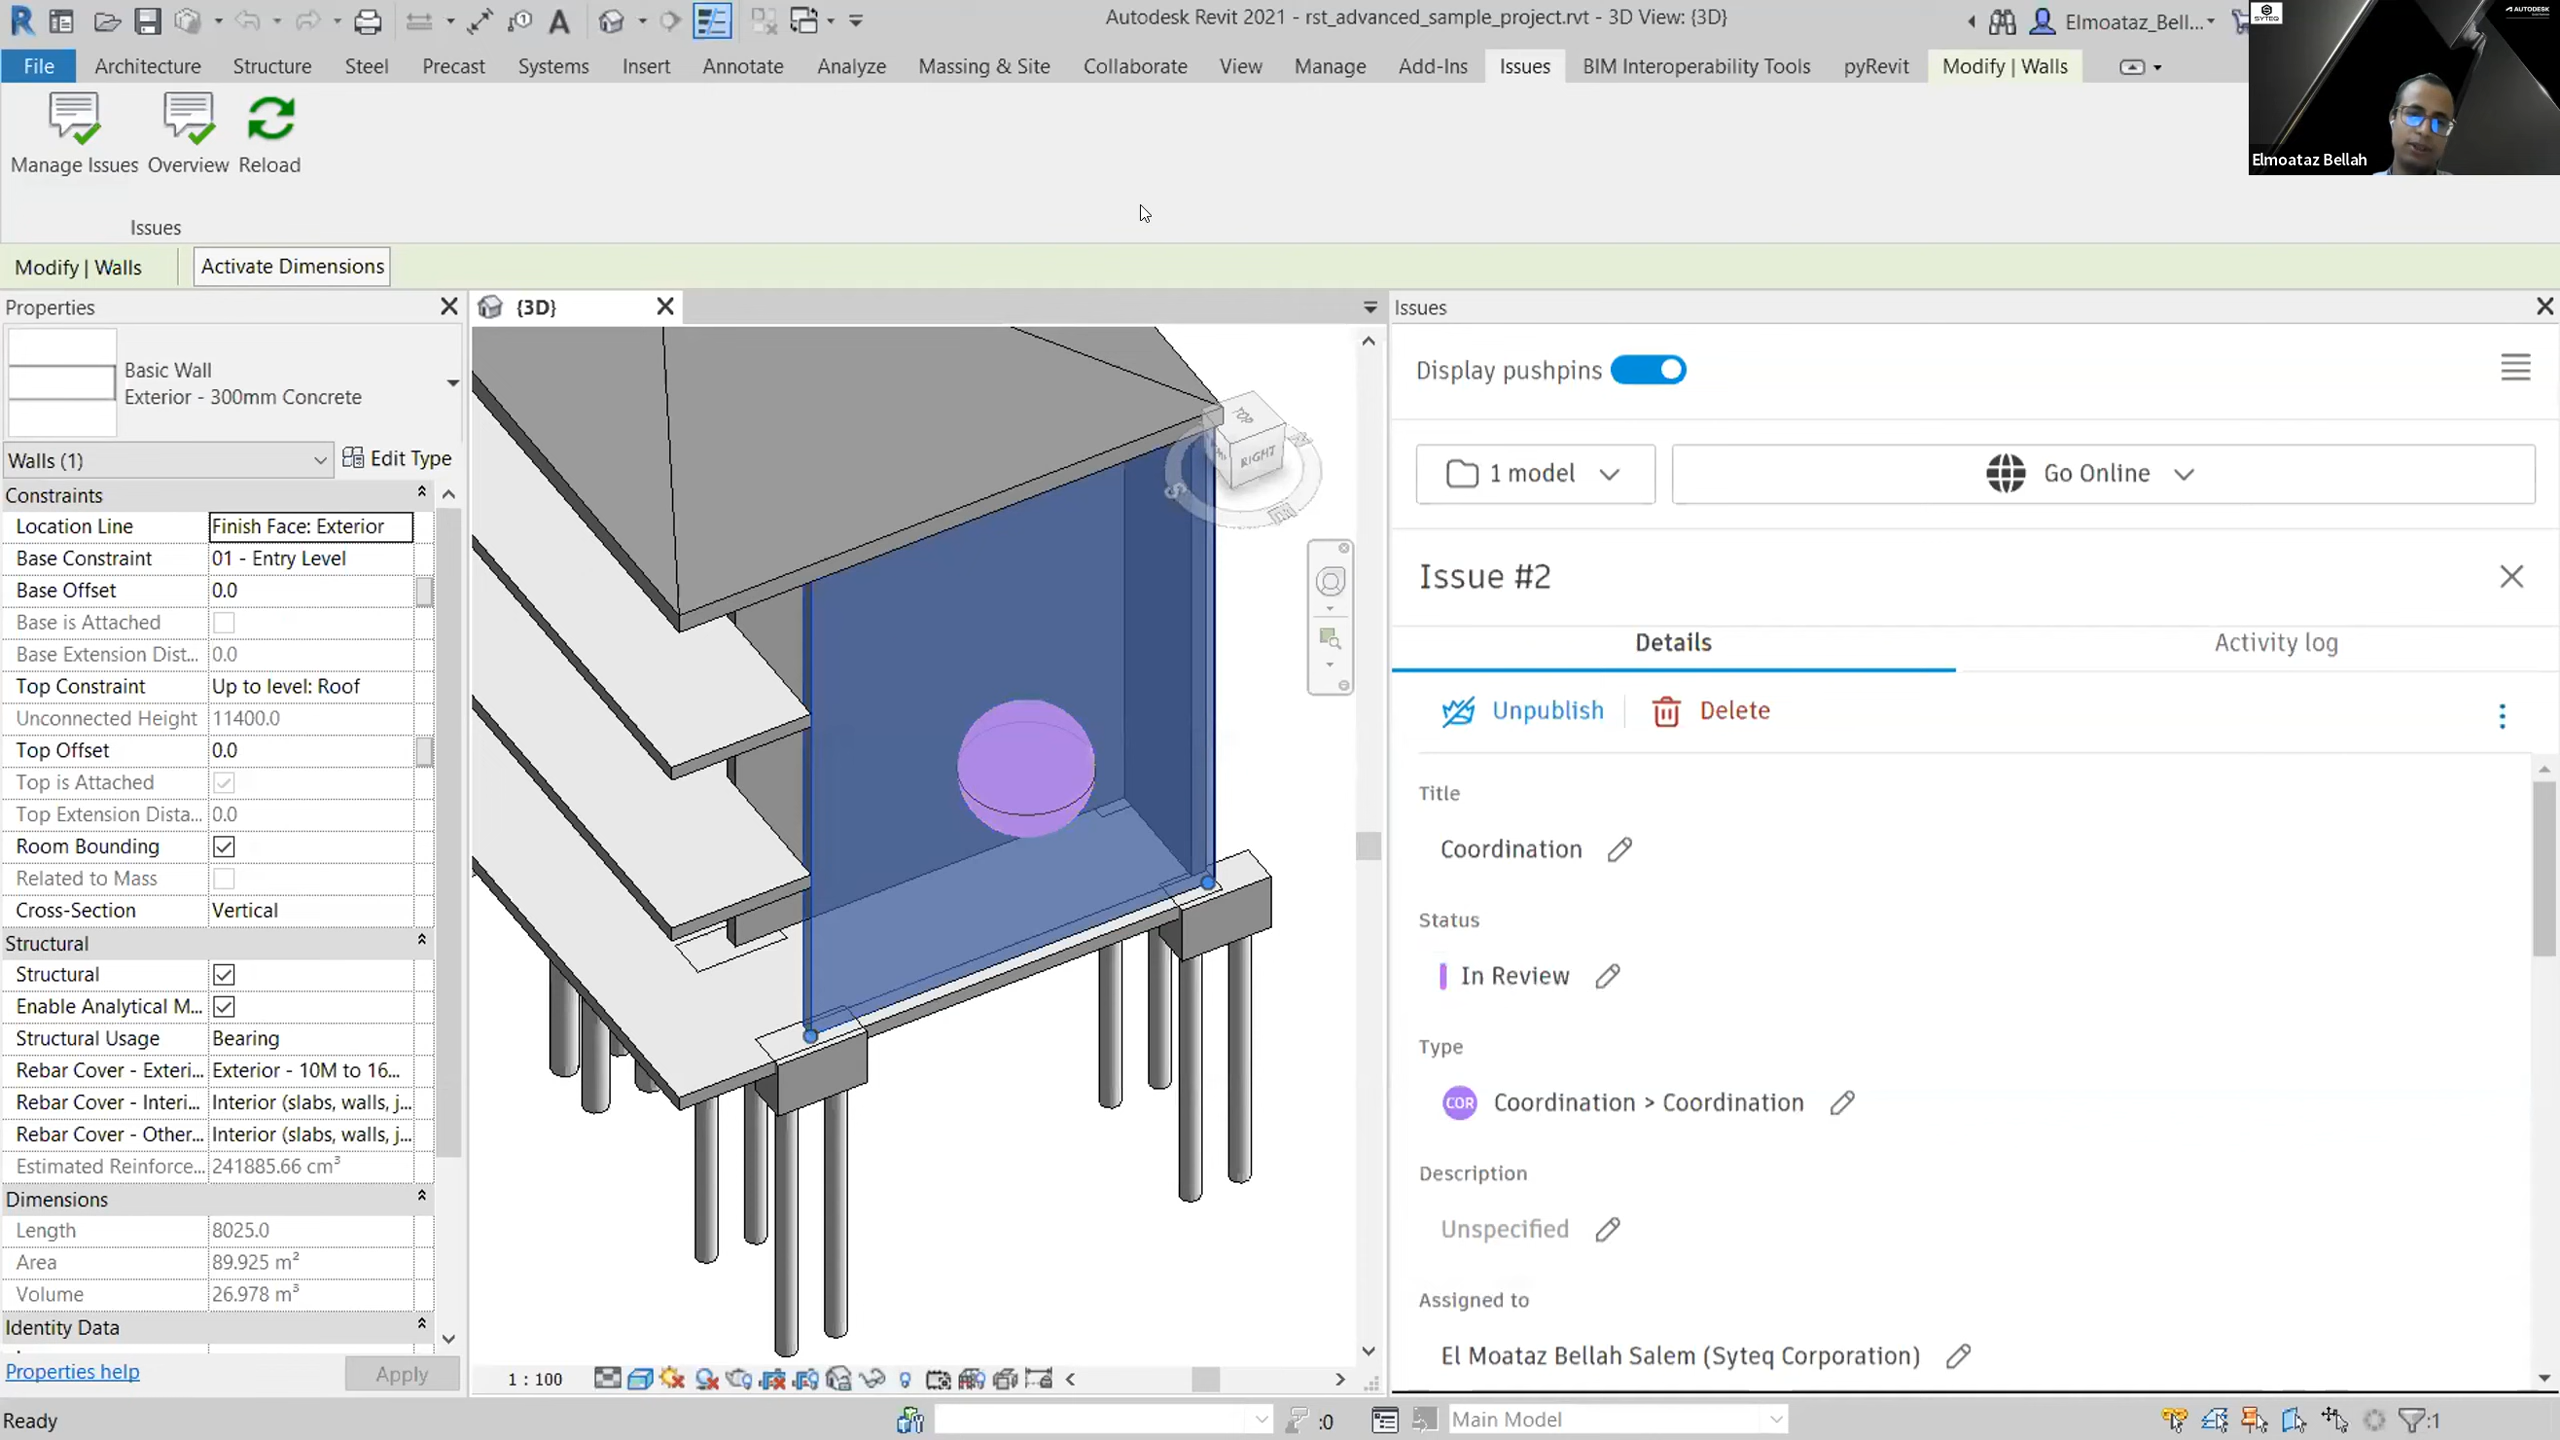 Autodesk Revit 2021 - rst_advanced_sample_project.rvt - 3D View: {3D}
Elmoataz_Bell...
SYTEQ
AUTODESK
File
Architecture
Structure
Steel
Precast
Systems
Insert
Annotate
Analyze
Massing & Site
Collaborate
View
Manage
Add-Ins
Issues
BIM Interoperability Tools
pyRevit
Modify | Walls
Elmoataz Bellah
Manage Issues
Overview
Reload
Issues
Modify | Walls
Activate Dimensions
Properties
Basic Wall
Exterior - 300mm Concrete
Walls (1)
Edit Type
Constraints
Location Line Finish Face: Exterior
Base Constraint 01 - Entry Level
Base Offset 0.0
Base is Attached
Base Extension Dist... 0.0
Top Constraint Up to level: Roof
Unconnected Height 11400.0
Top Offset 0.0
Top is Attached
Top Extension Dista... 0.0
Room Bounding
Related to Mass
Cross-Section Vertical
Structural
Structural
Enable Analytical M...
Structural Usage Bearing
Rebar Cover - Exteri... Exterior - 10M to 16...
Rebar Cover - Interi... Interior (slabs, walls, j...
Rebar Cover - Other... Interior (slabs, walls, j...
Estimated Reinforce... 241885.66 cm³
Dimensions
Length 8025.0
Area 89.925 m²
Volume 26.978 m³
Identity Data
Properties help
Apply
{3D}
TOP
RIGHT
S
1 : 100
Issues
Display pushpins
1 model
Go Online
Issue #2
Details
Activity log
Unpublish
Delete
Title
Coordination
Status
In Review
Type
COR Coordination > Coordination
Description
Unspecified
Assigned to
El Moataz Bellah Salem (Syteq Corporation)
Ready
:0
Main Model
:1